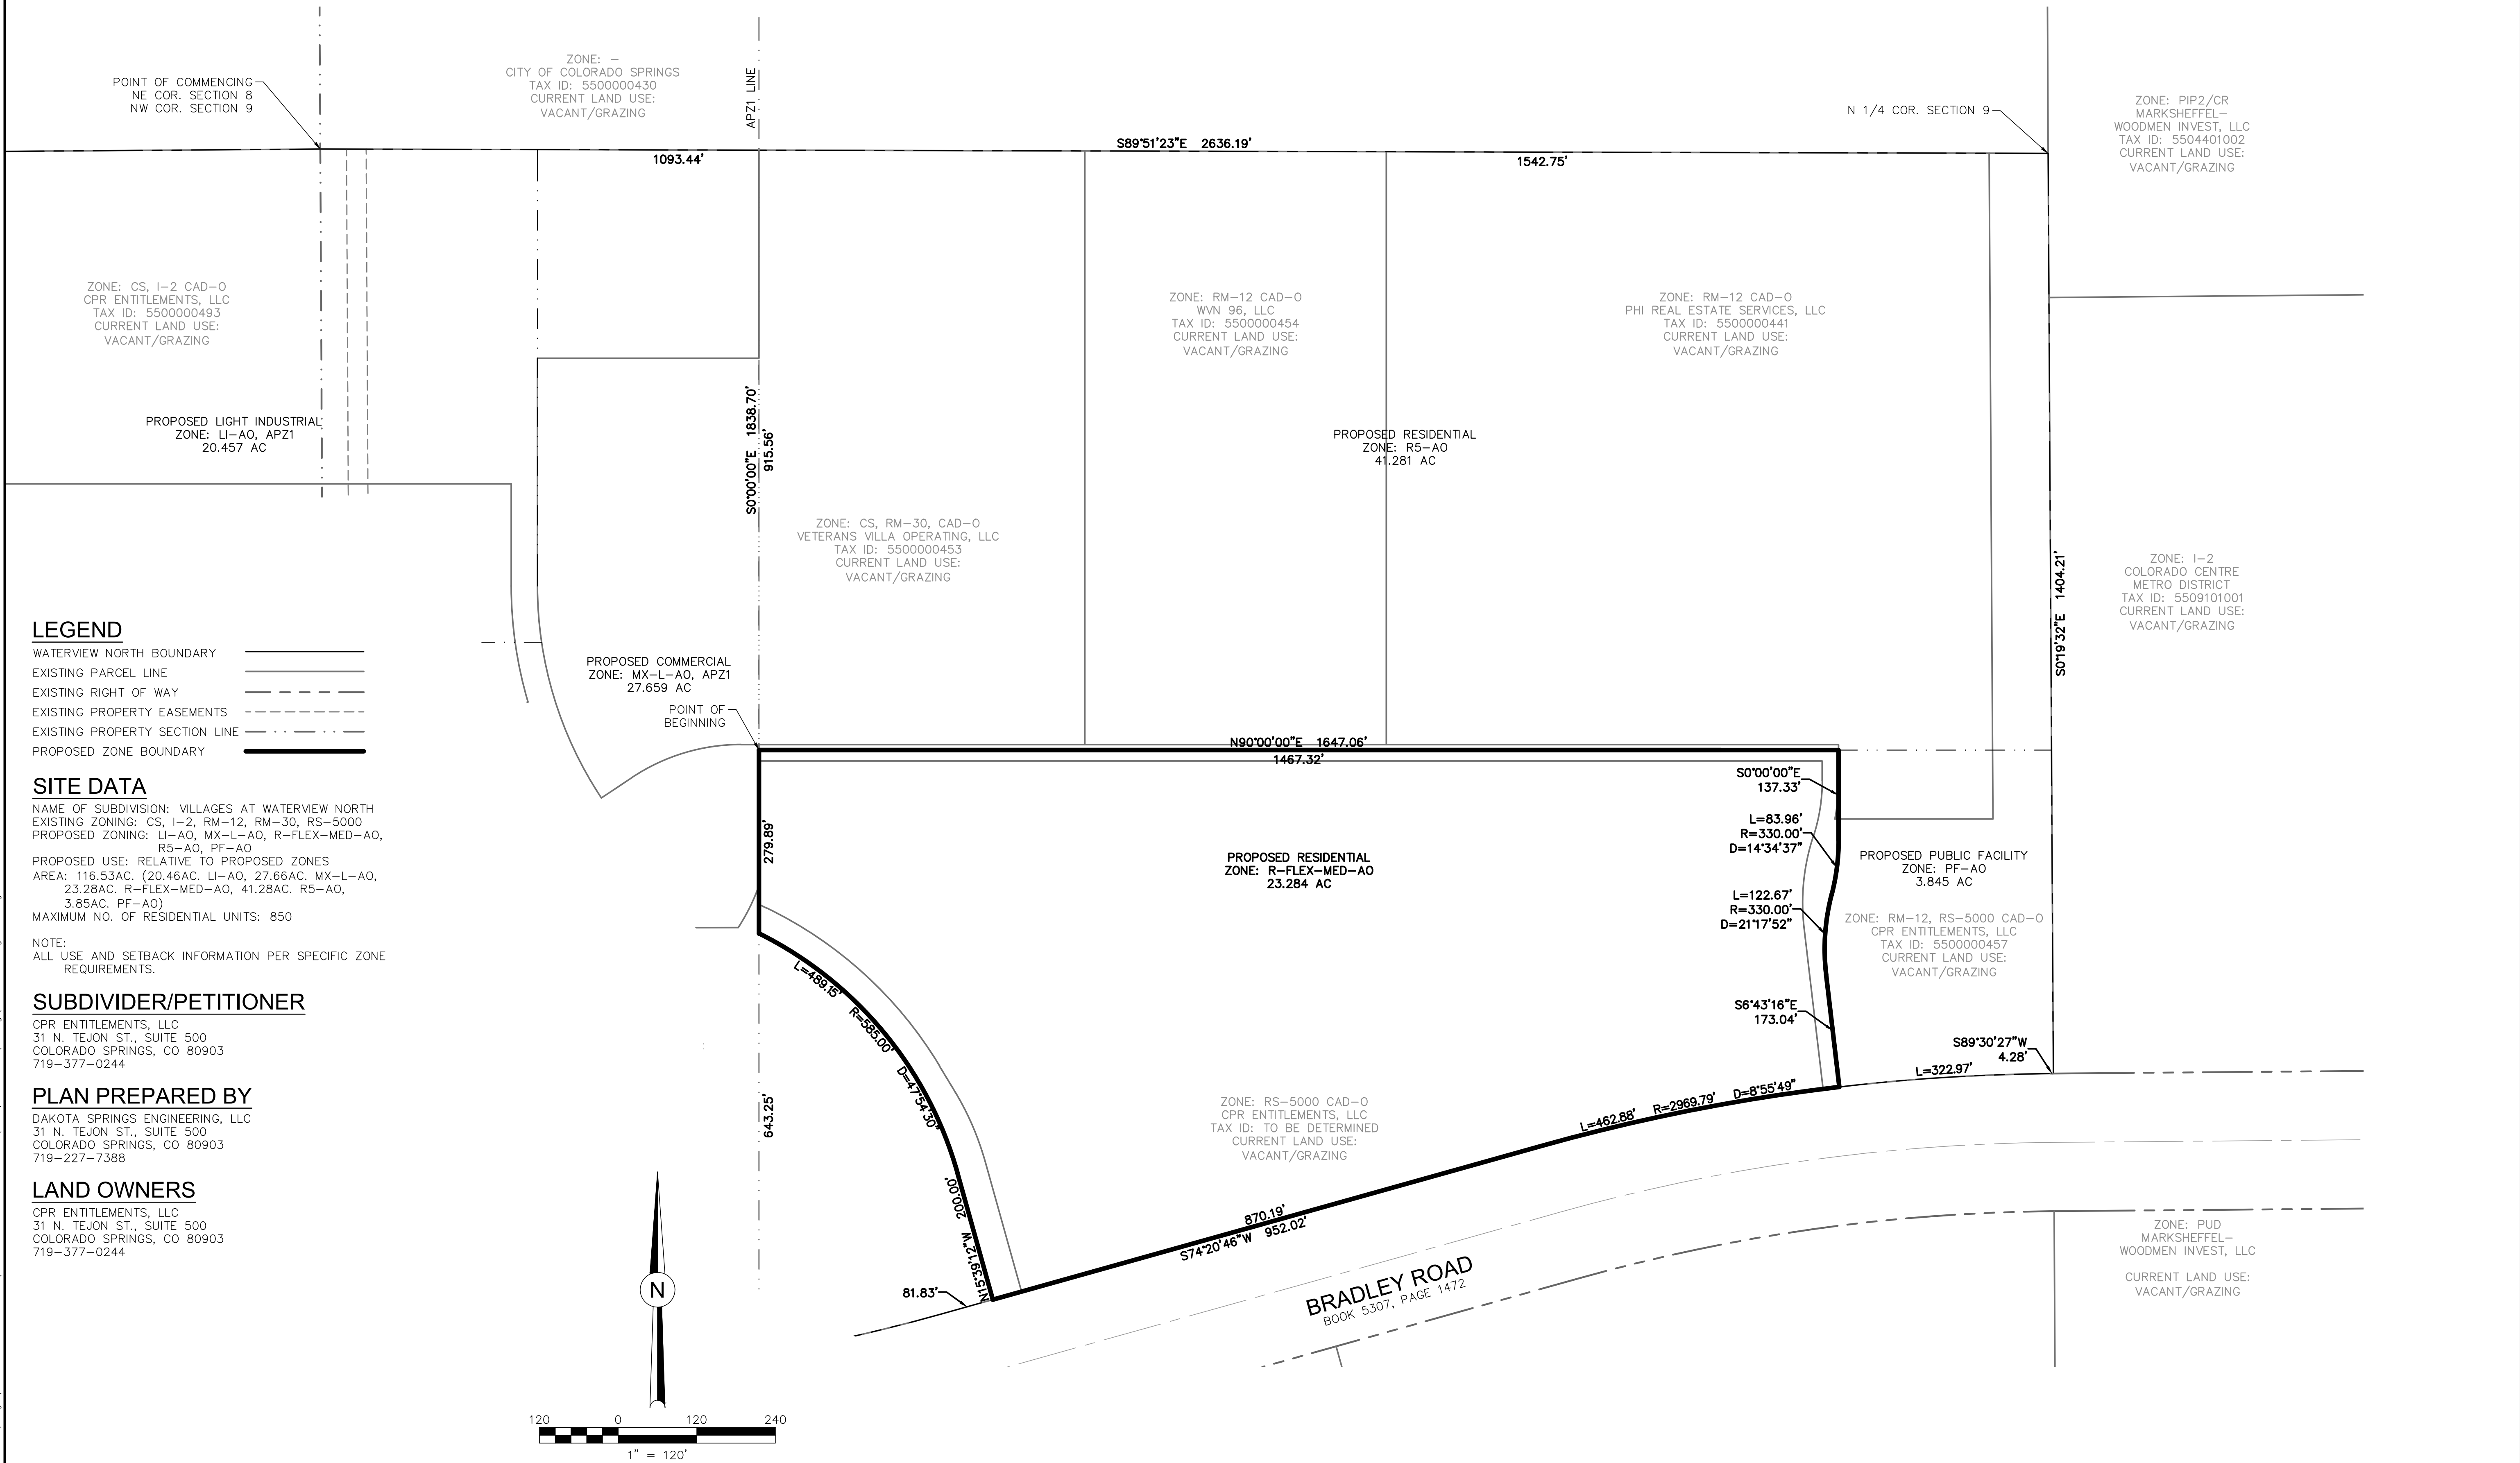 POINT OF COMMENCING
NE COR. SECTION 8
NW COR. SECTION 9
ZONE: –
CITY OF COLORADO SPRINGS
TAX ID: 5500000430
CURRENT LAND USE:
VACANT/GRAZING
APZ1 LINE
N 1/4 COR. SECTION 9
ZONE: PIP2/CR
MARKSHEFFEL–
WOODMEN INVEST, LLC
TAX ID: 5504401002
CURRENT LAND USE:
VACANT/GRAZING
S89°51'23"E 2636.19'
1093.44'
1542.75'
ZONE: CS, I–2 CAD–O
CPR ENTITLEMENTS, LLC
TAX ID: 5500000493
CURRENT LAND USE:
VACANT/GRAZING
ZONE: RM–12 CAD–O
WVN 96, LLC
TAX ID: 5500000454
CURRENT LAND USE:
VACANT/GRAZING
ZONE: RM–12 CAD–O
PHI REAL ESTATE SERVICES, LLC
TAX ID: 5500000441
CURRENT LAND USE:
VACANT/GRAZING
PROPOSED LIGHT INDUSTRIAL
ZONE: LI–AO, APZ1
20.457 AC
S0°00'00"E 1838.70'
915.56'
PROPOSED RESIDENTIAL
ZONE: R5–AO
41.281 AC
ZONE: CS, RM–30, CAD–O
VETERANS VILLA OPERATING, LLC
TAX ID: 5500000453
CURRENT LAND USE:
VACANT/GRAZING
S0°19'32"E 1404.21'
ZONE: I–2
COLORADO CENTRE
METRO DISTRICT
TAX ID: 5509101001
CURRENT LAND USE:
VACANT/GRAZING
LEGEND
WATERVIEW NORTH BOUNDARY
EXISTING PARCEL LINE
EXISTING RIGHT OF WAY
EXISTING PROPERTY EASEMENTS
EXISTING PROPERTY SECTION LINE
PROPOSED ZONE BOUNDARY
PROPOSED COMMERCIAL
ZONE: MX–L–AO, APZ1
27.659 AC
POINT OF
BEGINNING
N90°00'00"E 1647.06'
1467.32'
SITE DATA
NAME OF SUBDIVISION: VILLAGES AT WATERVIEW NORTH
EXISTING ZONING: CS, I–2, RM–12, RM–30, RS–5000
PROPOSED ZONING: LI–AO, MX–L–AO, R–FLEX–MED–AO,
R5–AO, PF–AO
PROPOSED USE: RELATIVE TO PROPOSED ZONES
AREA: 116.53AC. (20.46AC. LI–AO, 27.66AC. MX–L–AO,
23.28AC. R–FLEX–MED–AO, 41.28AC. R5–AO,
3.85AC. PF–AO)
MAXIMUM NO. OF RESIDENTIAL UNITS: 850
NOTE:
ALL USE AND SETBACK INFORMATION PER SPECIFIC ZONE
REQUIREMENTS.
279.89'
PROPOSED RESIDENTIAL
ZONE: R–FLEX–MED–AO
23.284 AC
S0°00'00"E
137.33'
L=83.96'
R=330.00'
D=14°34'37"
L=122.67'
R=330.00'
D=21°17'52"
S6°43'16"E
173.04'
PROPOSED PUBLIC FACILITY
ZONE: PF–AO
3.845 AC
ZONE: RM–12, RS–5000 CAD–O
CPR ENTITLEMENTS, LLC
TAX ID: 5500000457
CURRENT LAND USE:
VACANT/GRAZING
S89°30'27"W
4.28'
L=322.97'
SUBDIVIDER/PETITIONER
CPR ENTITLEMENTS, LLC
31 N. TEJON ST., SUITE 500
COLORADO SPRINGS, CO 80903
719–377–0244
PLAN PREPARED BY
DAKOTA SPRINGS ENGINEERING, LLC
31 N. TEJON ST., SUITE 500
COLORADO SPRINGS, CO 80903
719–227–7388
LAND OWNERS
CPR ENTITLEMENTS, LLC
31 N. TEJON ST., SUITE 500
COLORADO SPRINGS, CO 80903
719–377–0244
L=489.15' R=585.00' D=47°54'30"
643.25'
N15°39'12"W 200.00'
81.83'
ZONE: RS–5000 CAD–O
CPR ENTITLEMENTS, LLC
TAX ID: TO BE DETERMINED
CURRENT LAND USE:
VACANT/GRAZING
L=462.88' R=2969.79' D=8°55'49"
870.19'
S74°20'46"W 952.02'
BRADLEY ROAD
BOOK 5307, PAGE 1472
ZONE: PUD
MARKSHEFFEL–
WOODMEN INVEST, LLC
CURRENT LAND USE:
VACANT/GRAZING
N
120 0 120 240
1" = 120'